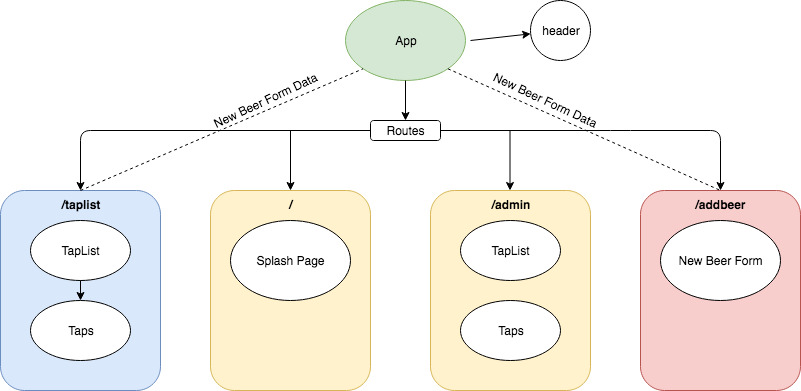 App
header
New Beer Form Data
New Beer Form Data
Routes
/taplist
/
/admin
/addbeer
TapList
Splash Page
TapList
New Beer Form
Taps
Taps